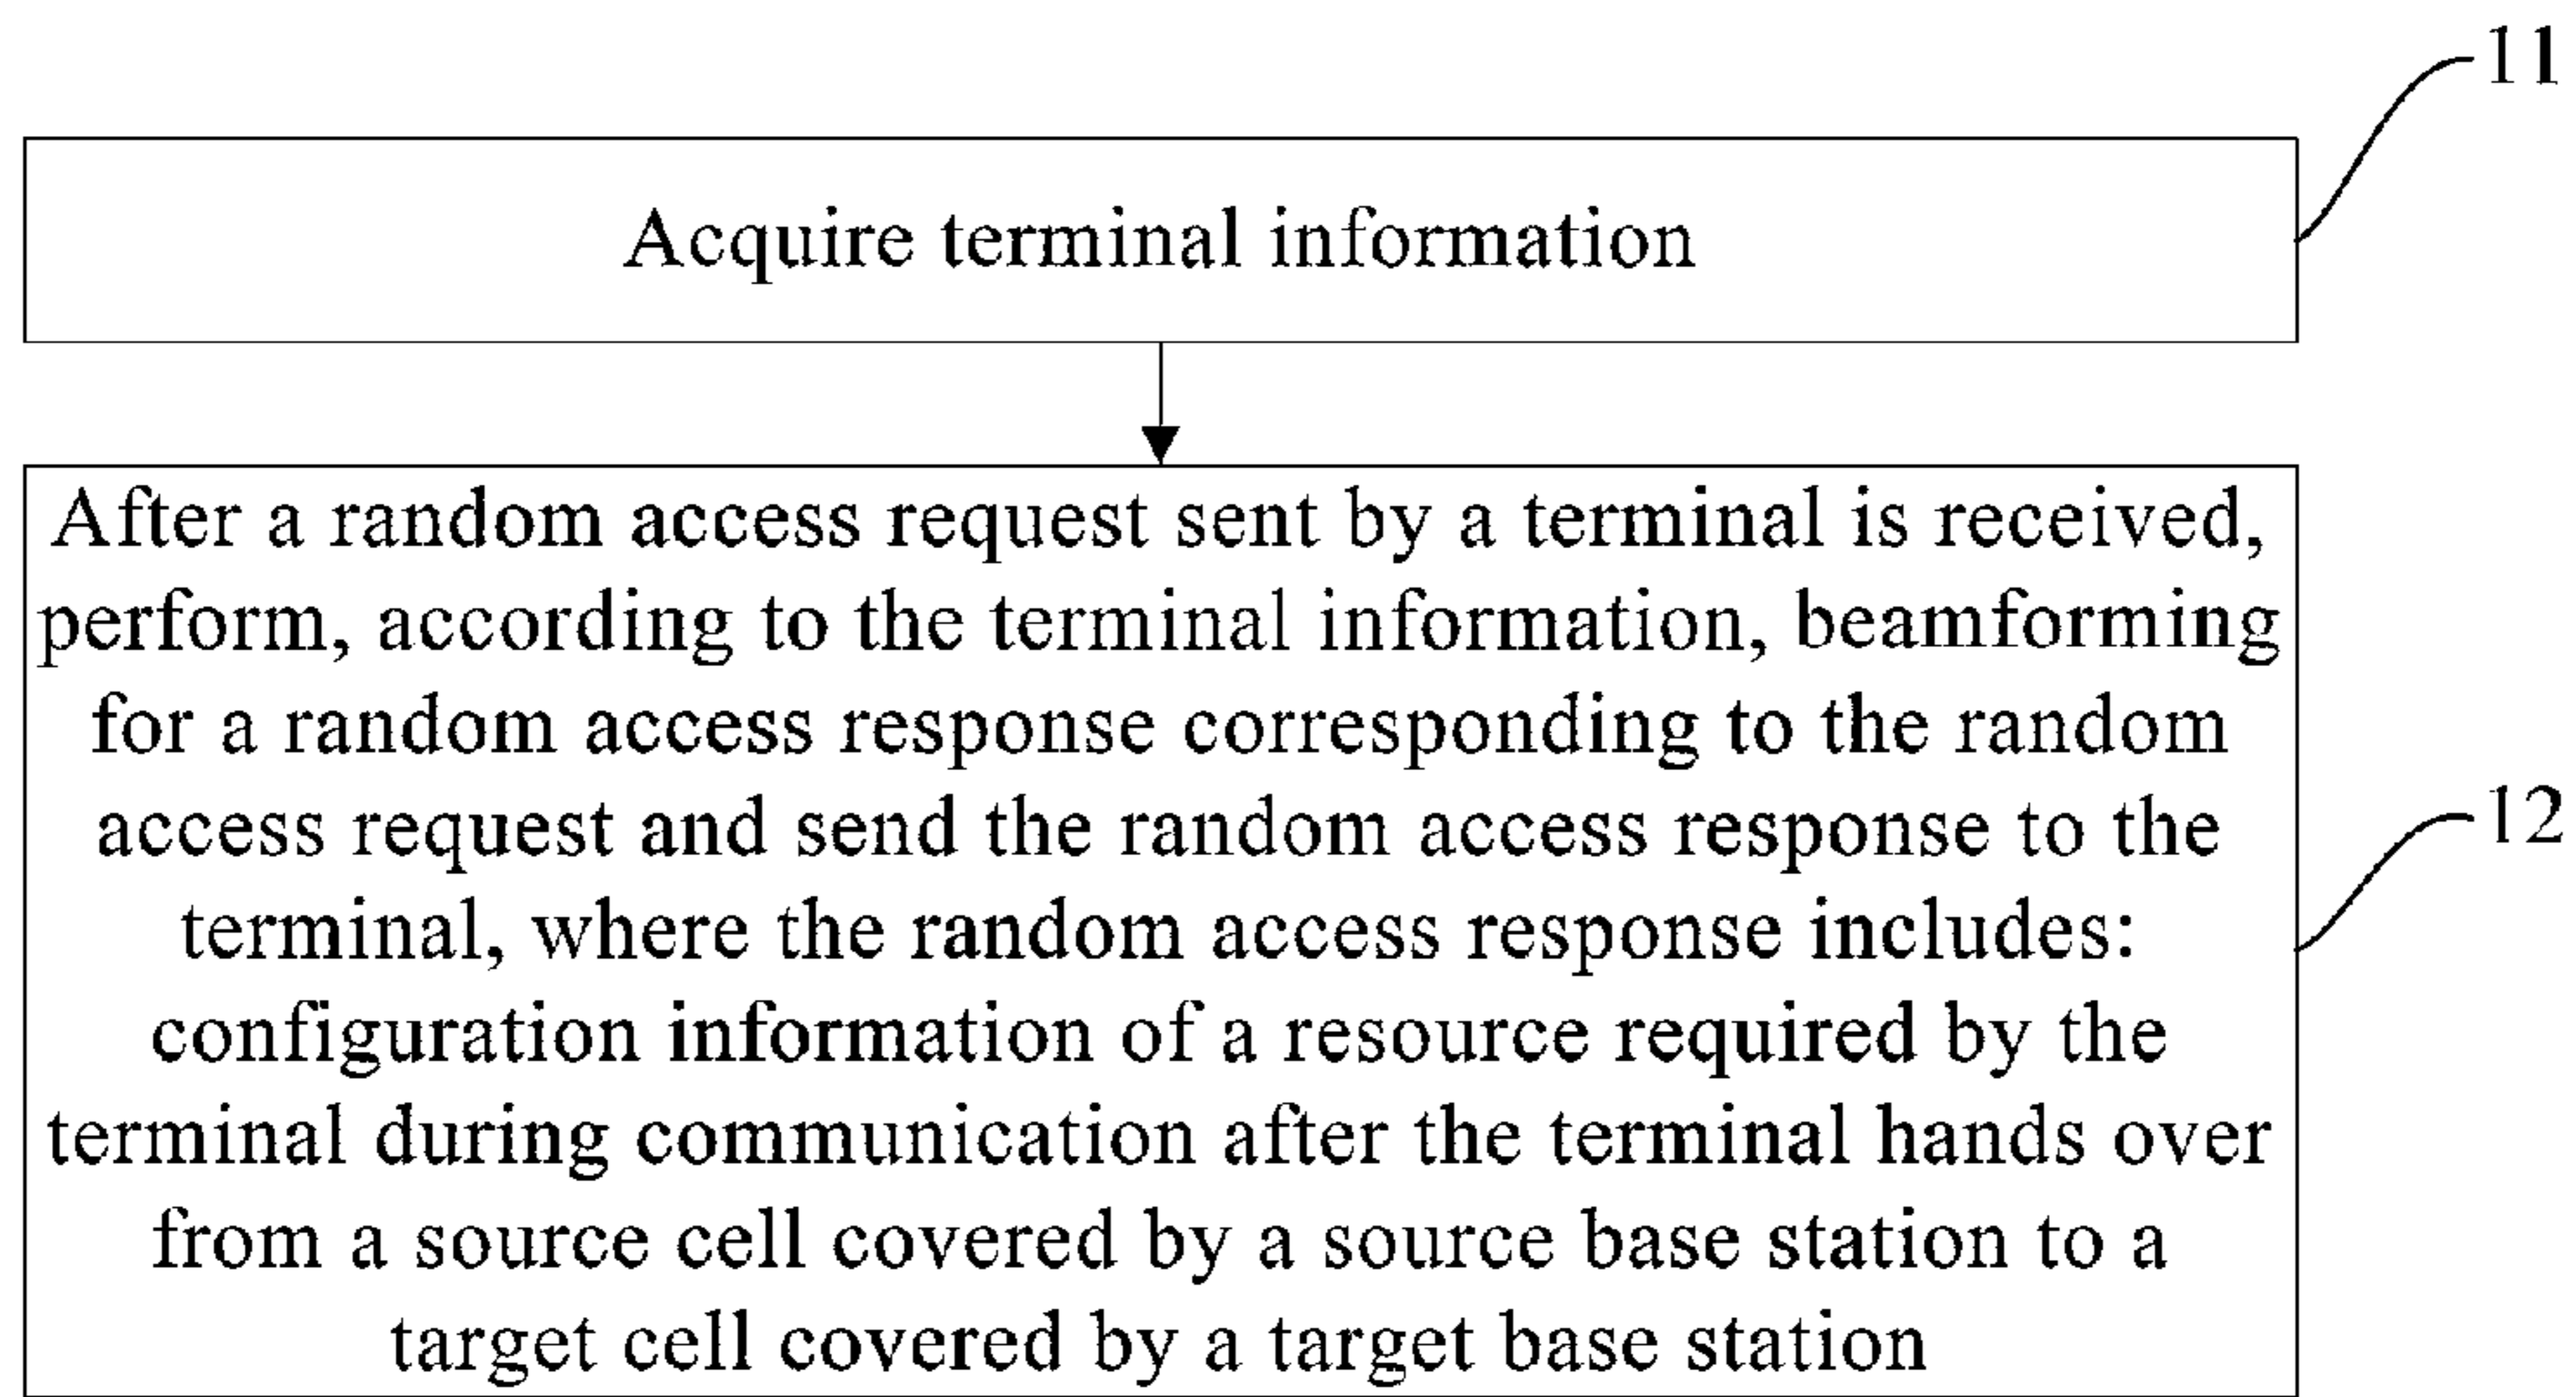 11
Acquire terminal information
After a random access request sent by a terminal is received,
perform, according to the terminal information, beamforming
for a random access response corresponding to the random
access request and send the random access response to the
12
terminal, where the random access response includes:
configuration information of a resource required by the
terminal during communication after the terminal hands over
from a source cell covered by a source base station to a
target cell covered by a target base station